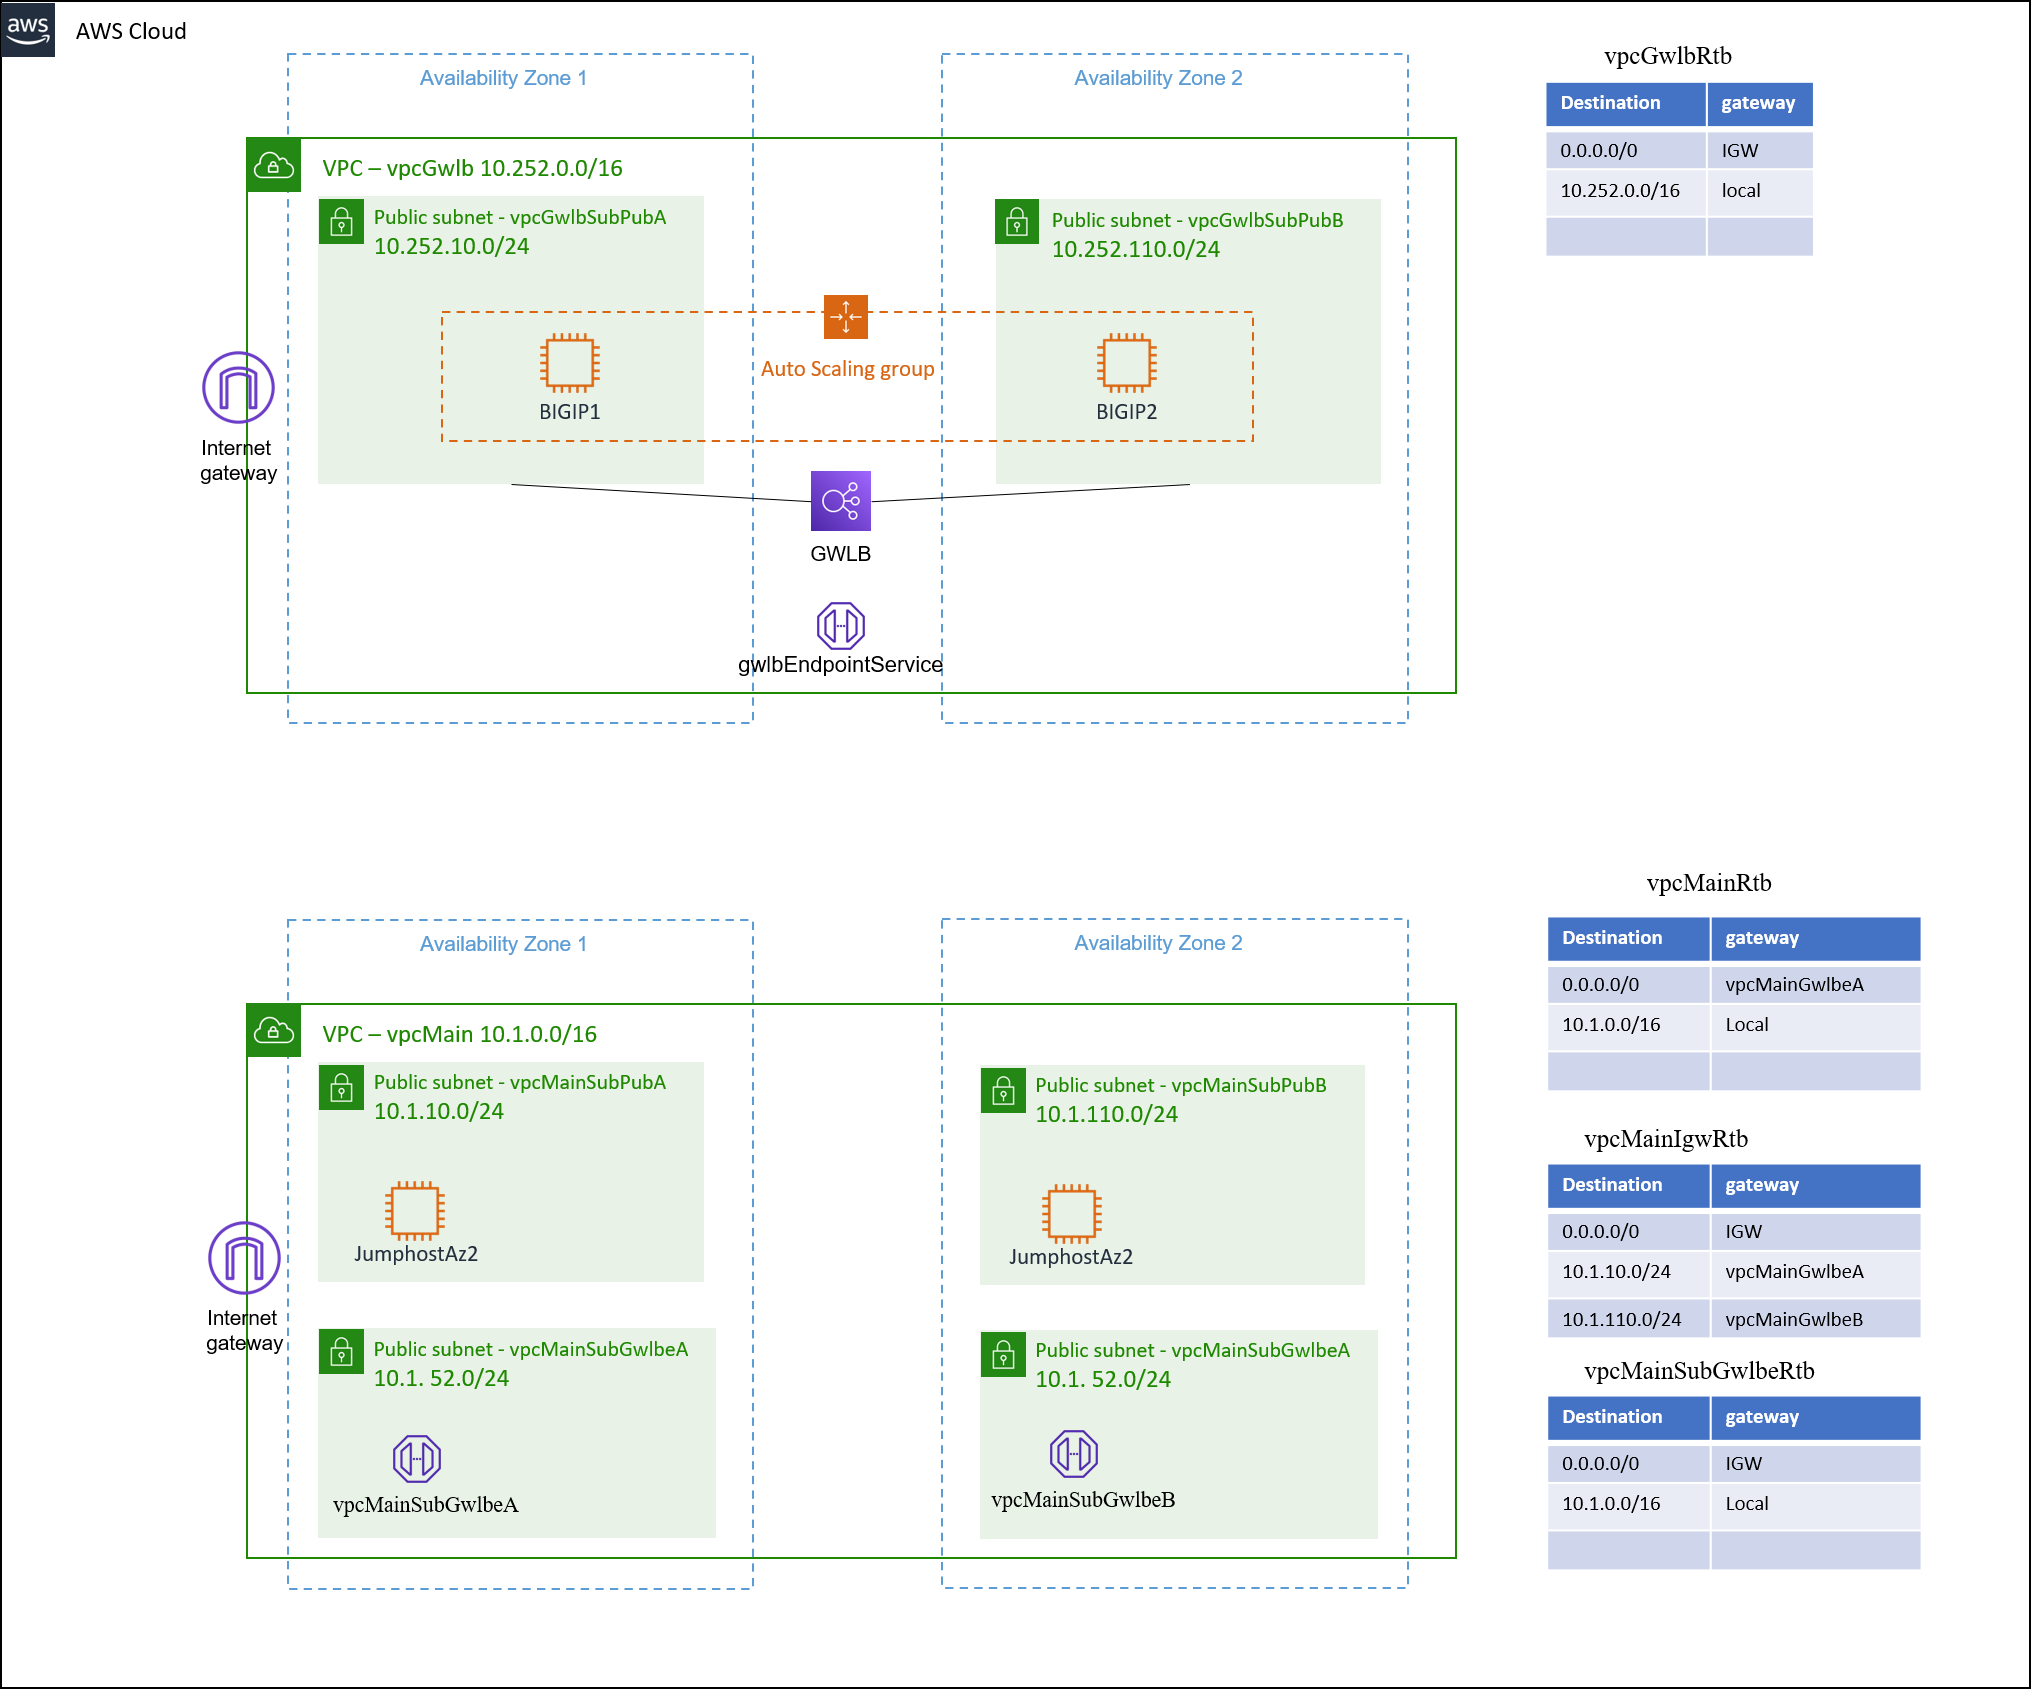 aws
AWS Cloud
Availability Zone 1
Availability Zone 2
VPC – vpcGwlb 10.252.0.0/16
Public subnet - vpcGwlbSubPubA
10.252.10.0/24
Public subnet - vpcGwlbSubPubB
10.252.110.0/24
Auto Scaling group
BIGIP1
BIGIP2
Internet
gateway
GWLB
gwlbEndpointService
vpcGwlbRtb
Destination gateway
0.0.0.0/0 IGW
10.252.0.0/16 local
Availability Zone 1
Availability Zone 2
VPC – vpcMain 10.1.0.0/16
Public subnet - vpcMainSubPubA
10.1.10.0/24
Public subnet - vpcMainSubPubB
10.1.110.0/24
JumphostAz2
JumphostAz2
Internet
gateway
Public subnet - vpcMainSubGwlbeA
10.1. 52.0/24
Public subnet - vpcMainSubGwlbeA
10.1. 52.0/24
vpcMainSubGwlbeA
vpcMainSubGwlbeB
vpcMainRtb
Destination gateway
0.0.0.0/0 vpcMainGwlbeA
10.1.0.0/16 Local
vpcMainIgwRtb
Destination gateway
0.0.0.0/0 IGW
10.1.10.0/24 vpcMainGwlbeA
10.1.110.0/24 vpcMainGwlbeB
vpcMainSubGwlbeRtb
Destination gateway
0.0.0.0/0 IGW
10.1.0.0/16 Local